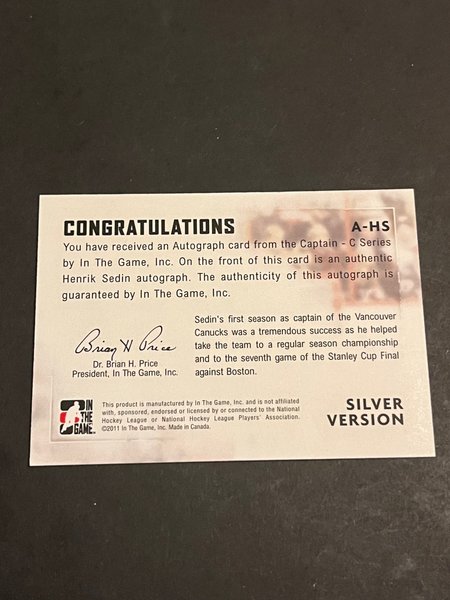 CONGRATULATIONS
A-HS
You have received an Autograph card from the Captain - C Series
by In The Game, Inc. On the front of this card is an authentic
Henrik Sedin autograph. The authenticity of this autograph is
guaranteed by In The Game, Inc.
Brian H Price
Dr. Brian H. Price
President, In The Game, Inc.
Sedin's first season as captain of the Vancouver
Canucks was a tremendous success as he helped
take the team to a regular season championship
and to the seventh game of the Stanley Cup Final
against Boston.
IN
THE
GAME
This product is manufactured by In The Game, Inc. and is not affiliated
with, sponsored, endorsed or licensed by or connected to the National
Hockey League or National Hockey League Players' Association.
©2011 In The Game, Inc. Made in Canada.
SILVER
VERSION